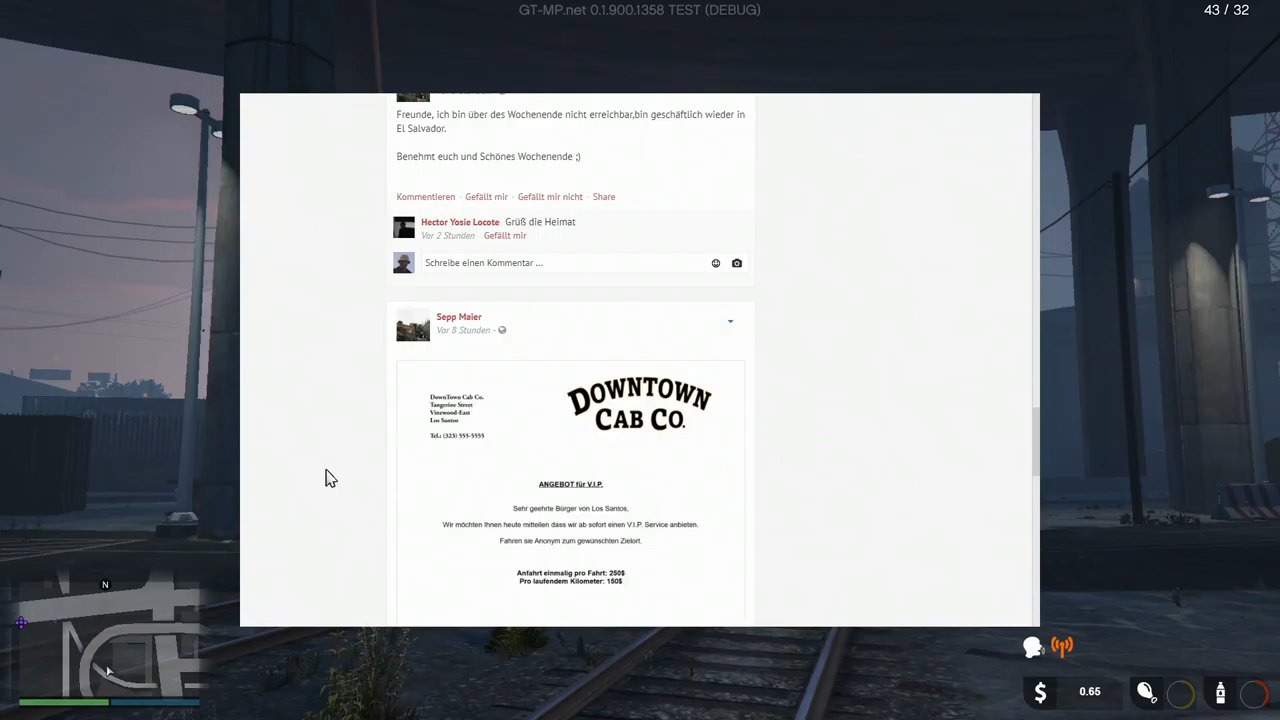 GT-MP.net 0.1.900.1358 TEST (DEBUG)
43 / 32
Freunde, ich bin über des Wochenende nicht erreichbar,bin geschäftlich wieder in
El Salvador.
Benehmt euch und Schönes Wochenende ;)
Kommentieren · Gefällt mir · Gefällt mir nicht · Share
Hector Yosie Locote Grüß die Heimat
Vor 2 Stunden Gefällt mir
Schreibe einen Kommentar ...
Sepp Maier
Vor 8 Stunden -
DownTown Cab Co.
Tangerine Street
Vinewood-East
Los Santos
Tel.: (323) 555-5555
DOWNTOWN
CAB CO.
ANGEBOT für V.I.P.
Sehr geehrte Bürger von Los Santos,
Wir möchten Ihnen heute mitteilen dass wir ab sofort einen V.I.P. Service anbieten.
Fahren sie Anonym zum gewünschten Zielort.
Anfahrt einmalig pro Fahrt: 250$
Pro laufendem Kilometer: 150$
N
$ 0.65